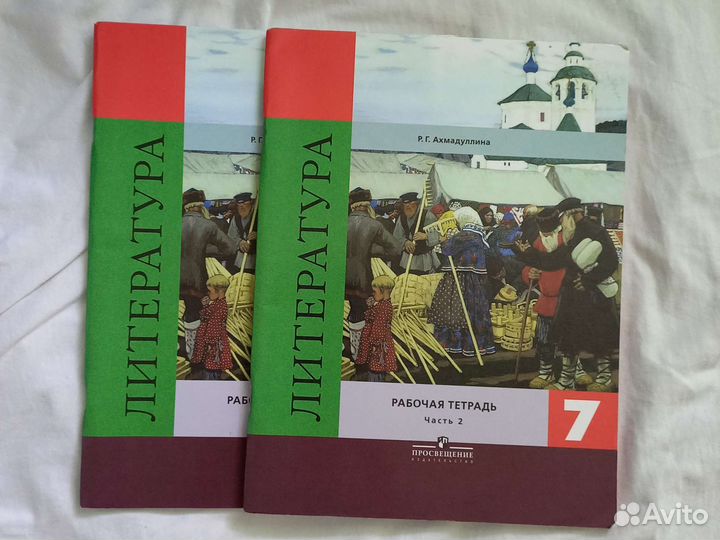 ЛИТЕРАТУРА
Р. Г.
РАБО
ЛИТЕРАТУРА
Р. Г. Ахмадуллина
РАБОЧАЯ ТЕТРАДЬ
Часть 2
7
ПРОСВЕЩЕНИЕ
ИЗДАТЕЛЬСТВО
Avito